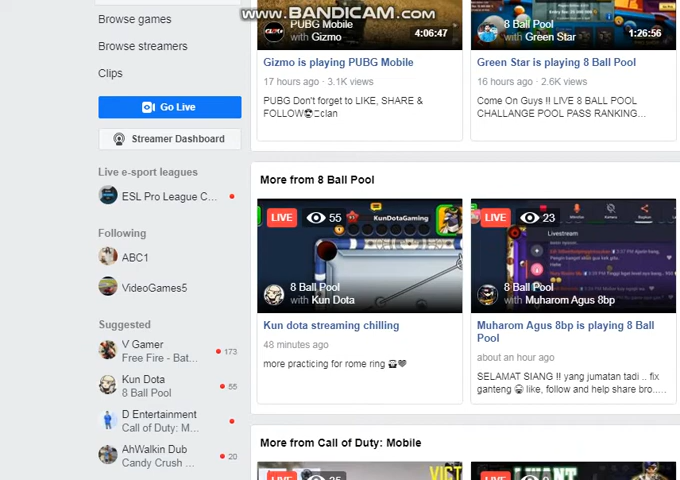 www.BANDICAM.com
Browse games
Browse streamers
Clips
Go Live
Streamer Dashboard
Live e-sport leagues
ESL Pro League C...
Following
ABC1
VideoGames5
Suggested
V Gamer
Free Fire - Bat...
173
Kun Dota
8 Ball Pool
55
D Entertainment
Call of Duty: M...
AhWalkin Dub
Candy Crush ...
20
PUBG Mobile
with Gizmo
4:06:47
Gizmo is playing PUBG Mobile
17 hours ago · 3.1K views
PUBG Don't forget to LIKE, SHARE &
8 Ball Pool
with Green Star
1:26:56
Green Star is playing 8 Ball Pool
16 hours ago · 2.6K views
Come On Guys !! LIVE 8 BALL POOL
CHALLANGE POOL PASS RANKING...
More from 8 Ball Pool
LIVE
55
KunDotaGaming
8 Ball Pool
with Kun Dota
Kun dota streaming chilling
48 minutes ago
more practicing for rome ring
LIVE
23
Livestream
8 Ball Pool
with Muharom Agus 8bp
Muharom Agus 8bp is playing 8 Ball
Pool
about an hour ago
SELAMAT SIANG !! yang jumatan tadi .. fix
ganteng 😀 like, follow and help share bro.....
More from Call of Duty: Mobile